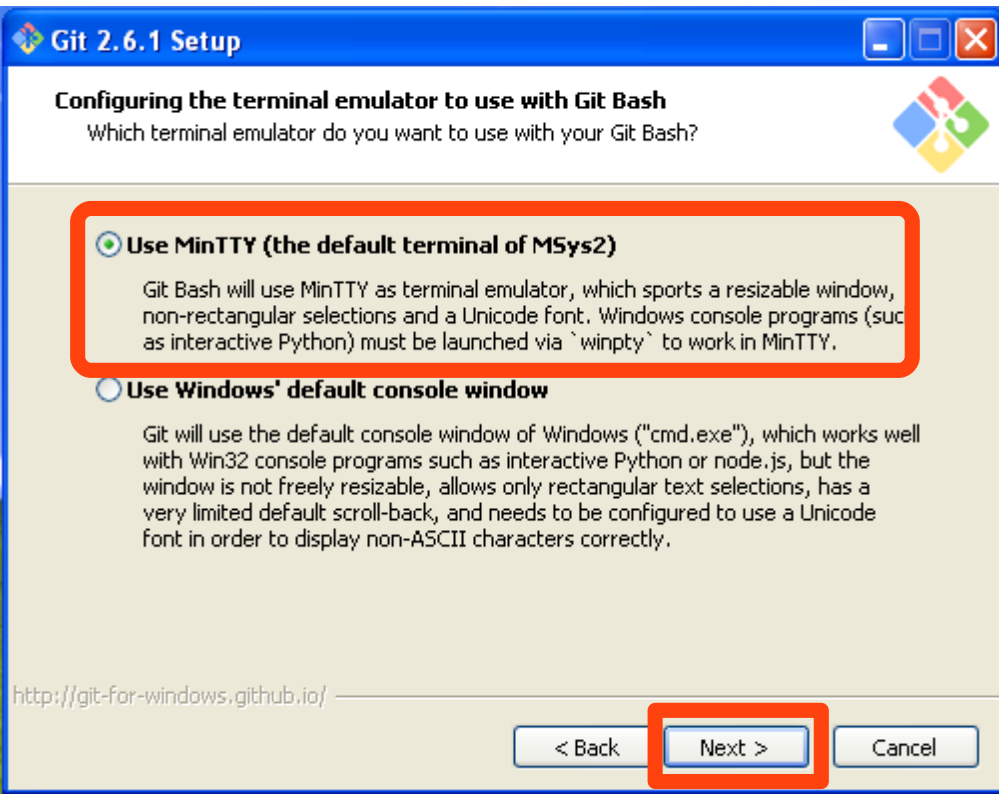 Git 2.6.1 Setup
Configuring the terminal emulator to use with Git Bash
Which terminal emulator do you want to use with your Git Bash?
Use MinTTY (the default terminal of MSys2)
Git Bash will use MinTTY as terminal emulator, which sports a resizable window,
non-rectangular selections and a Unicode font. Windows console programs (suc
as interactive Python) must be launched via `winpty` to work in MinTTY.
Use Windows' default console window
Git will use the default console window of Windows ("cmd.exe"), which works well
with Win32 console programs such as interactive Python or node.js, but the
window is not freely resizable, allows only rectangular text selections, has a
very limited default scroll-back, and needs to be configured to use a Unicode
font in order to display non-ASCII characters correctly.
http://git-for-windows.github.io/
< Back
Next >
Cancel